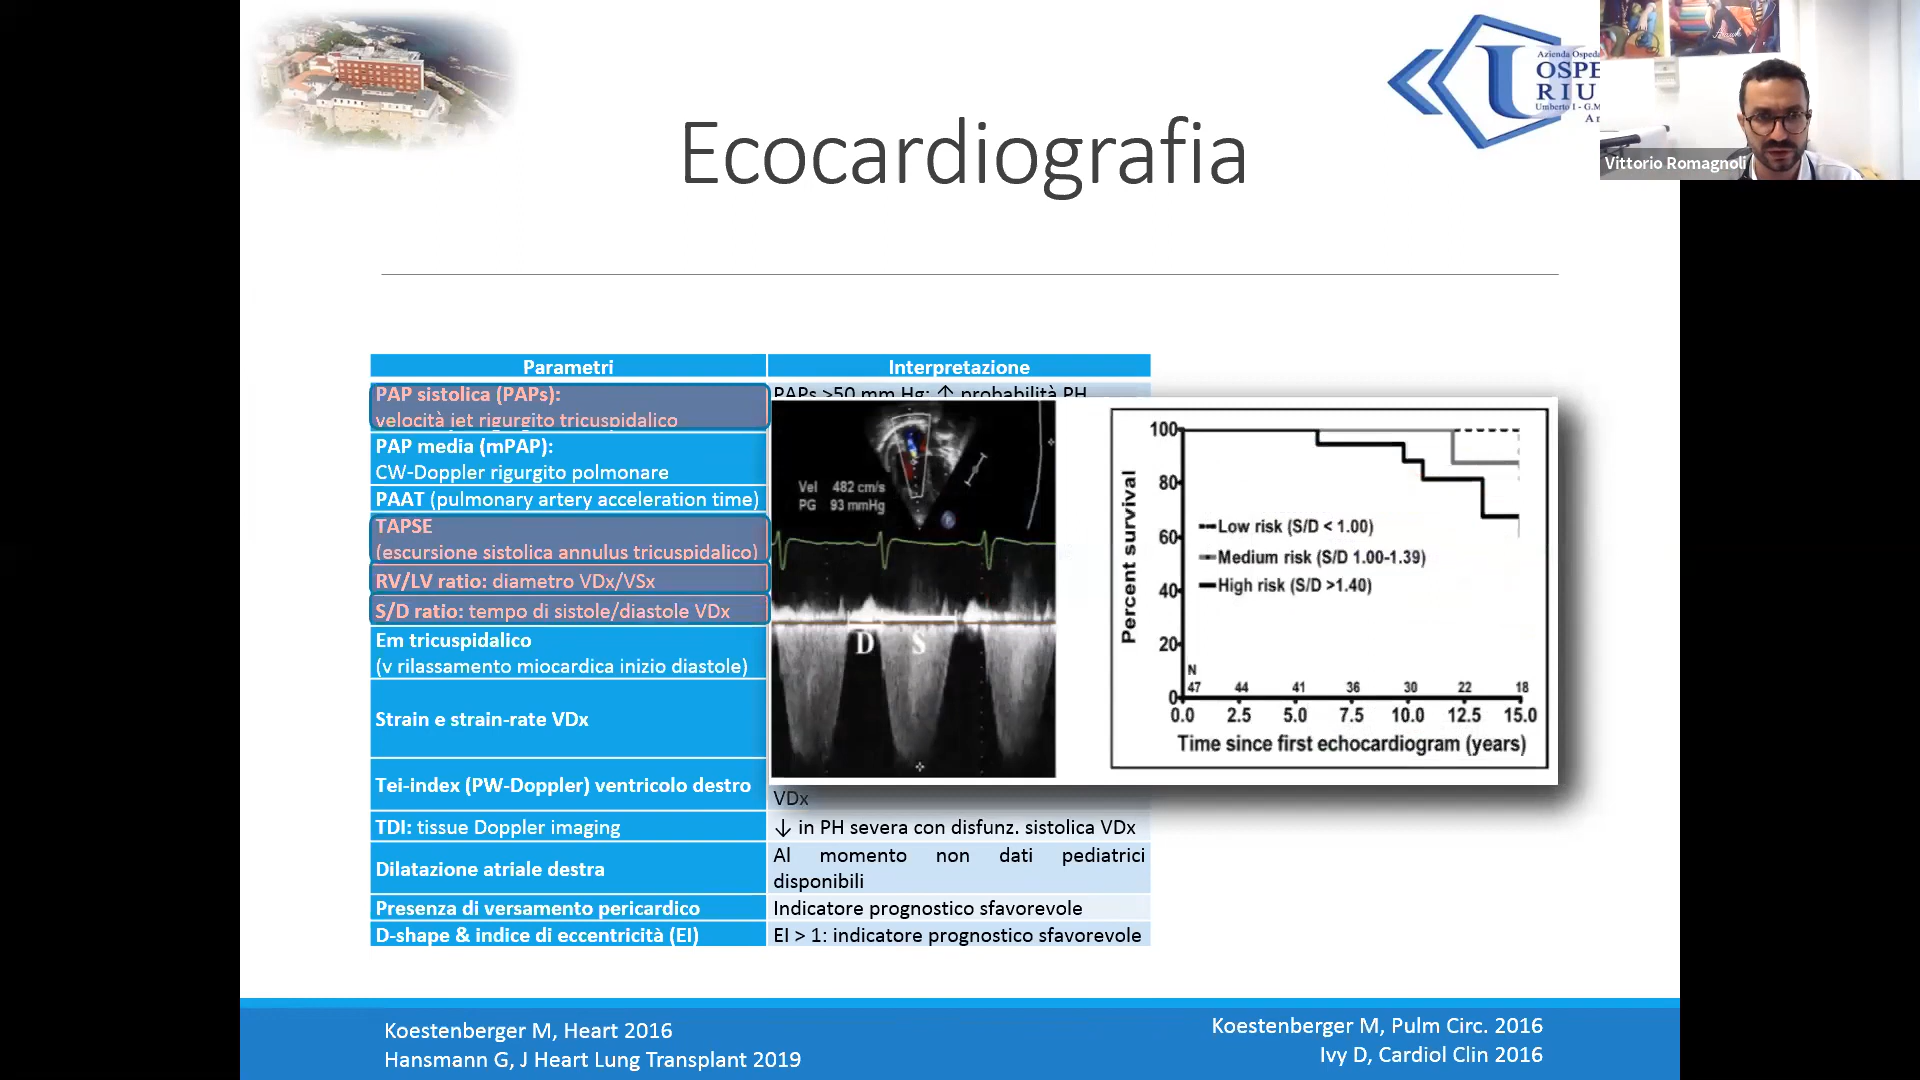 Azienda Ospeda
OSPE
RIU
Umberto I - G.M
An
Vittorio Romagnoli
Ecocardiografia
Parametri
Interpretazione
PAP sistolica (PAPs):
velocità jet rigurgito tricuspidalico
PAPs >50 mm Hg: ↑ probabilità PH
PAP media (mPAP):
CW-Doppler rigurgito polmonare
PAAT (pulmonary artery acceleration time)
TAPSE
(escursione sistolica annulus tricuspidalico)
RV/LV ratio: diametro VDx/VSx
S/D ratio: tempo di sistole/diastole VDx
Em tricuspidalico
(v rilassamento miocardica inizio diastole)
Strain e strain-rate VDx
Tei-index (PW-Doppler) ventricolo destro
VDx
TDI: tissue Doppler imaging
↓ in PH severa con disfunz. sistolica VDx
Dilatazione atriale destra
Al momento non dati pediatrici
disponibili
Presenza di versamento pericardico
Indicatore prognostico sfavorevole
D-shape & indice di eccentricità (EI)
EI > 1: indicatore prognostico sfavorevole
Vel 482 cm/s
PG 93 mmHg
D S
Percent survival
100
80
60
40
20
0
Low risk (S/D < 1.00)
Medium risk (S/D 1.00-1.39)
High risk (S/D >1.40)
N
47 44 41 36 30 22 18
0.0 2.5 5.0 7.5 10.0 12.5 15.0
Time since first echocardiogram (years)
Koestenberger M, Heart 2016
Hansmann G, J Heart Lung Transplant 2019
Koestenberger M, Pulm Circ. 2016
Ivy D, Cardiol Clin 2016